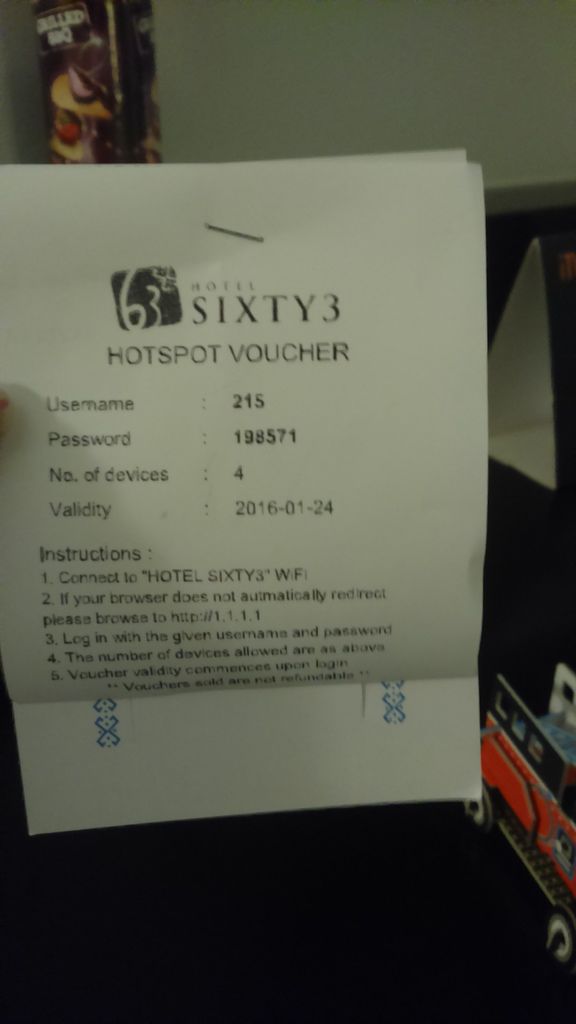 GRILLED
BBQ
63
HOTEL
SIXTY3
HOTSPOT VOUCHER
Username : 215
Password : 198571
No. of devices : 4
Validity : 2016-01-24
Instructions :
1. Connect to "HOTEL SIXTY3" WiFi
2. If your browser does not autmatically redirect
please browse to http://1.1.1.1
3. Log in with the given username and password
4. The number of devices allowed are as above
5. Voucher validity commences upon login
** Vouchers sold are not refundable **